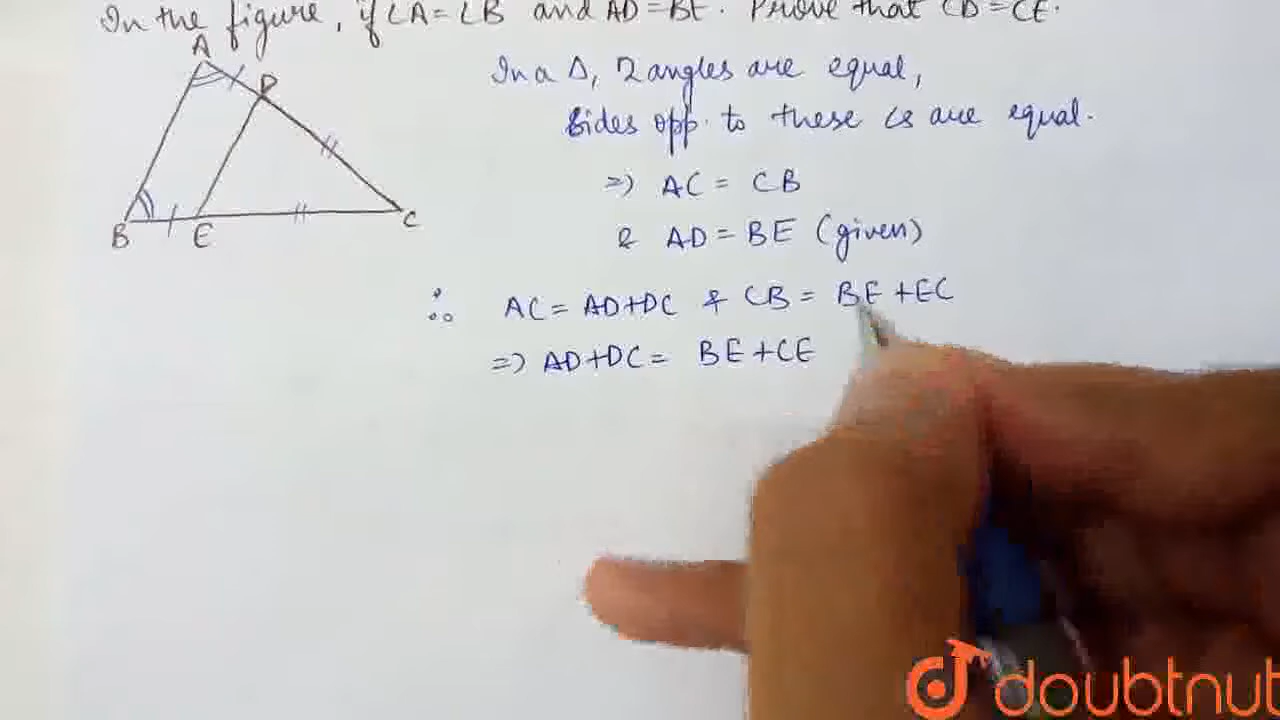 In the figure, if ∠A = ∠B and AD = BE. Prove that CD = CE.
A
D
B
E
C
In a Δ, 2 angles are equal,
Sides opp. to these ∠s are equal.
=> AC = CB
& AD = BE (given)
∴ AC = AD+DC & CB = BE+EC
=> AD+DC = BE+CE
doubtnut